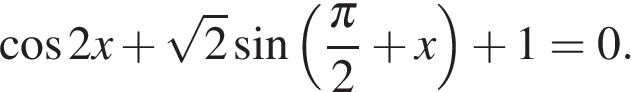 cos 2x + √2 sin(π/2 + x) + 1 = 0.